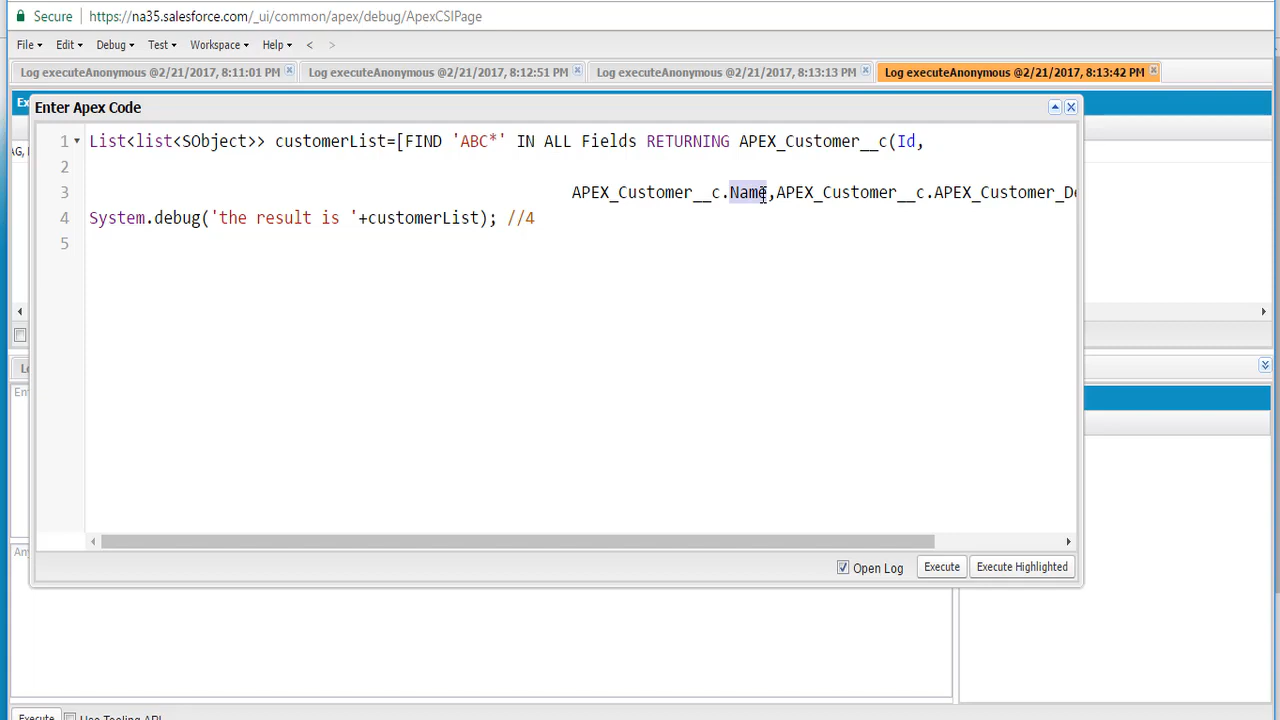 Secure https://na35.salesforce.com/_ui/common/apex/debug/ApexCSIPage
File Edit Debug Test Workspace Help < >
Log executeAnonymous @2/21/2017, 8:11:01 PM Log executeAnonymous @2/21/2017, 8:12:51 PM Log executeAnonymous @2/21/2017, 8:13:13 PM Log executeAnonymous @2/21/2017, 8:13:42 PM
Enter Apex Code
1 List<list<SObject>> customerList=[FIND 'ABC*' IN ALL Fields RETURNING APEX_Customer__c(Id,
2
3 APEX_Customer__c.Name,APEX_Customer__c.APEX_Customer_De
4 System.debug('the result is '+customerList); //4
5
Open Log Execute Execute Highlighted
Execute Use Tooling API